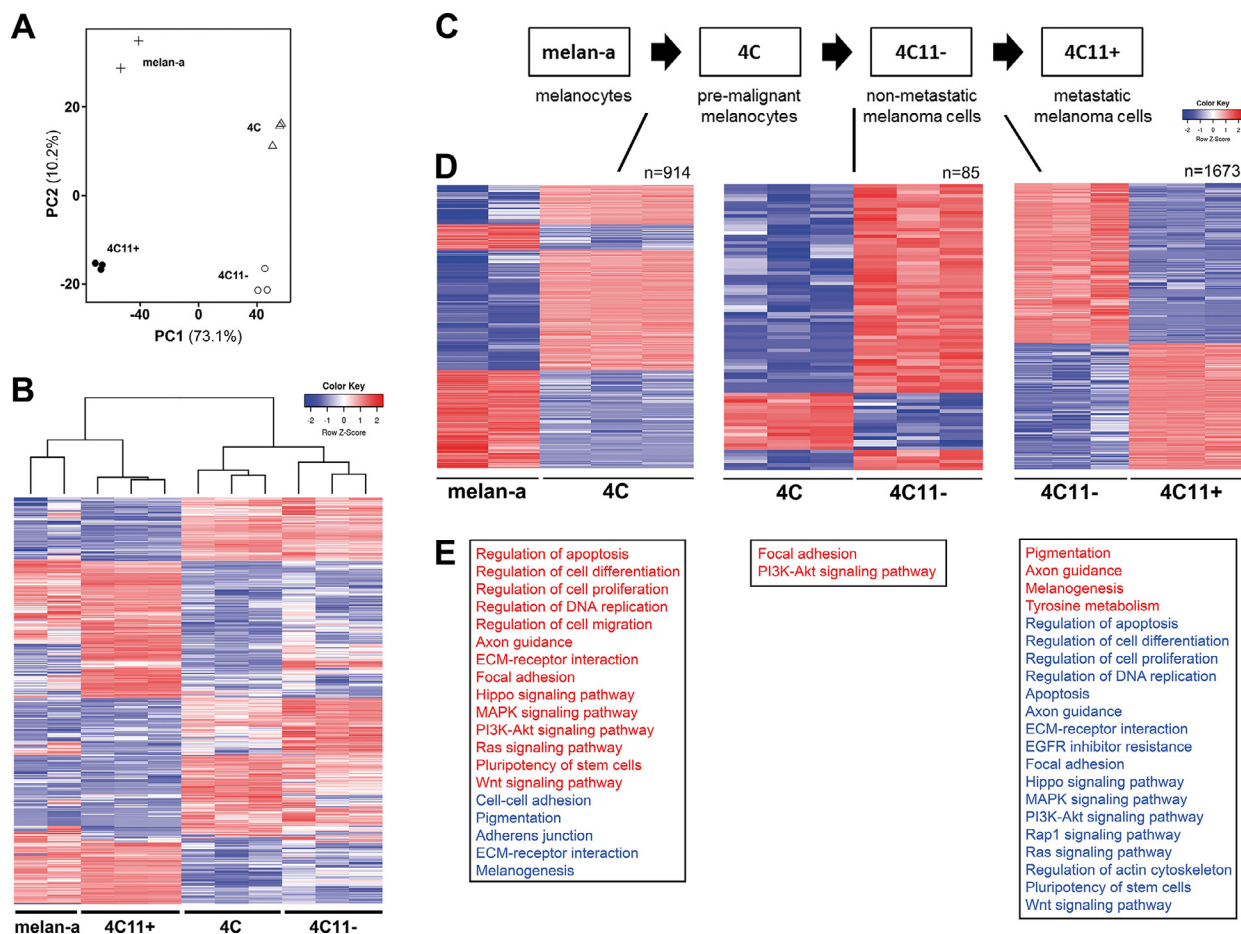 A
melan-a
4C
4C11+
4C11-
20
0
-20
-40
0
40
PC2 (10.2%)
PC1 (73.1%)
B
Color Key
-2 -1 0 1 2
Row Z-Score
melan-a 4C11+ 4C 4C11-
C
melan-a 4C 4C11- 4C11+
melanocytes
pre-malignant
melanocytes
non-metastatic
melanoma cells
metastatic
melanoma cells
Color Key
-2 -1 0 1 2
Row Z-Score
D
n=914
n=85
n=1673
melan-a 4C
4C 4C11-
4C11- 4C11+
E
Regulation of apoptosis
Regulation of cell differentiation
Regulation of cell proliferation
Regulation of DNA replication
Regulation of cell migration
Axon guidance
ECM-receptor interaction
Focal adhesion
Hippo signaling pathway
MAPK signaling pathway
PI3K-Akt signaling pathway
Ras signaling pathway
Pluripotency of stem cells
Wnt signaling pathway
Cell-cell adhesion
Pigmentation
Adherens junction
ECM-receptor interaction
Melanogenesis
Focal adhesion
PI3K-Akt signaling pathway
Pigmentation
Axon guidance
Melanogenesis
Tyrosine metabolism
Regulation of apoptosis
Regulation of cell differentiation
Regulation of cell proliferation
Regulation of DNA replication
Apoptosis
Axon guidance
ECM-receptor interaction
EGFR inhibitor resistance
Focal adhesion
Hippo signaling pathway
MAPK signaling pathway
PI3K-Akt signaling pathway
Rap1 signaling pathway
Ras signaling pathway
Regulation of actin cytoskeleton
Pluripotency of stem cells
Wnt signaling pathway